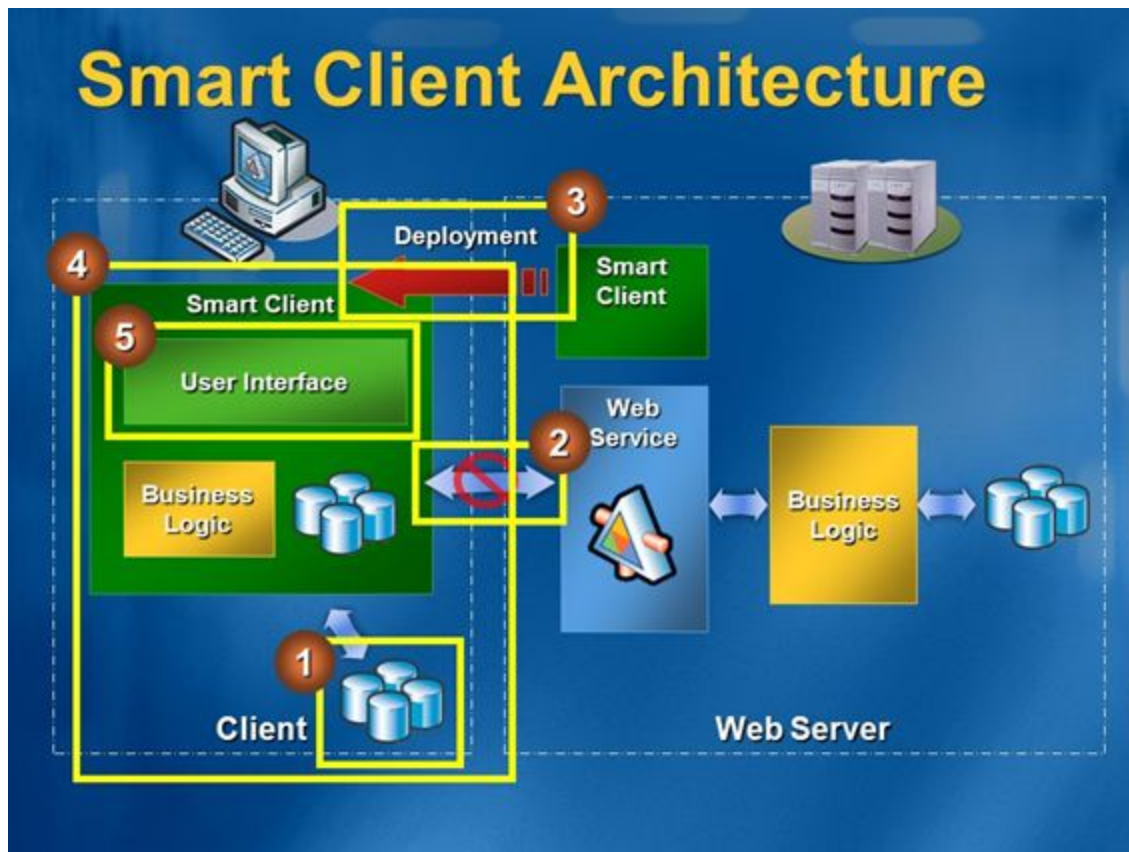 Smart Client Architecture
3
Deployment
4
Smart
Client
Smart Client
5
User Interface
Web
Service
2
Business
Logic
Business
Logic
1
Client
Web Server